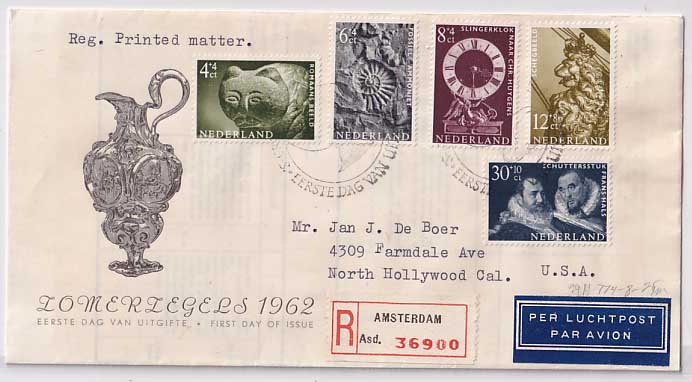 Reg. Printed matter.
4+4 ct
ROMAANS BEELD
NEDERLAND
6+4 ct
FOSSIEL AMMONIET
NEDERLAND
8+4 ct
SLINGERKLOK NAAR CHR. HUYGENS
NEDERLAND
12+8 ct
SCHEGBEELD
NEDERLAND
EERSTE DAG VAN UI
EERSTE
30+10 ct
SCHUTTERSSTUK FRANS HALS
NEDERLAND
Mr. Jan J. De Boer
4309 Farmdale Ave
North Hollywood Cal. U.S.A.
ZOMERZEGELS 1962
EERSTE DAG VAN UITGIFTE • FIRST DAY OF ISSUE
R
AMSTERDAM
Asd. 36900
PER LUCHTPOST
PAR AVION